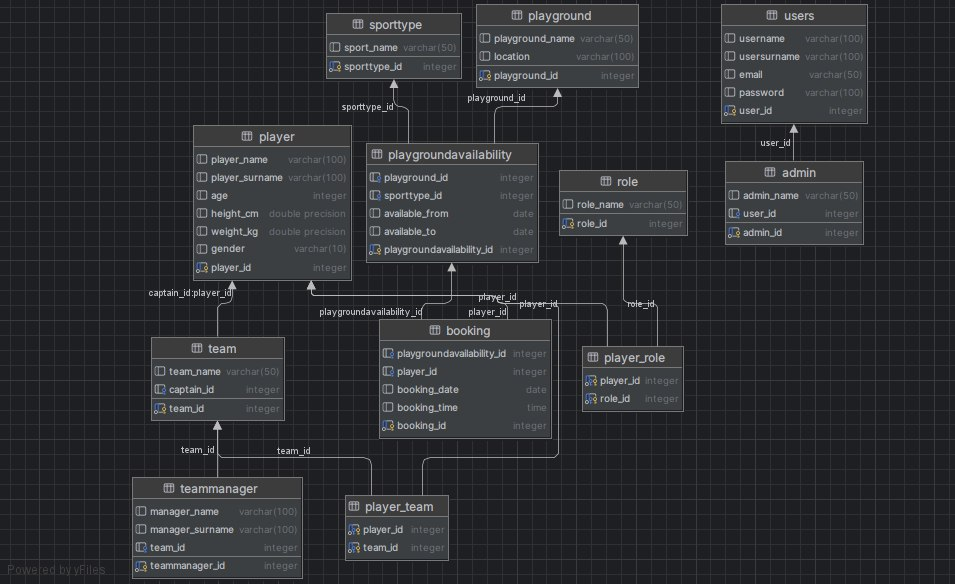 sporttype
sport_name varchar(50)
sporttype_id integer
playground
playground_name varchar(50)
location varchar(100)
playground_id integer
users
username varchar(100)
usersurname varchar(100)
email varchar(50)
password varchar(100)
user_id integer
sporttype_id
playground_id
user_id
player
player_name varchar(100)
player_surname varchar(100)
age integer
height_cm double precision
weight_kg double precision
gender varchar(10)
player_id integer
playgroundavailability
playground_id integer
sporttype_id integer
available_from date
available_to date
playgroundavailability_id integer
role
role_name varchar(50)
role_id integer
admin
admin_name varchar(50)
user_id integer
admin_id integer
captain_id:player_id
playgroundavailability_id
player_id
player_id
player_id
role_id
team
team_name varchar(50)
captain_id integer
team_id integer
booking
playgroundavailability_id integer
player_id integer
booking_date date
booking_time time
booking_id integer
player_role
player_id integer
role_id integer
team_id
team_id
teammanager
manager_name varchar(100)
manager_surname varchar(100)
team_id integer
teammanager_id integer
player_team
player_id integer
team_id integer
Powered by yFiles